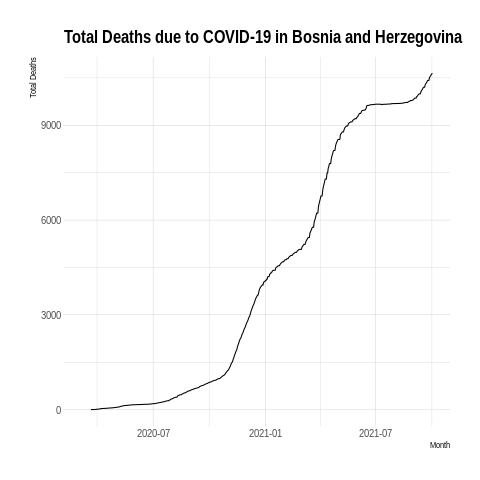 Total Deaths due to COVID-19 in Bosnia and Herzegovina
Total Deaths
9000
6000
3000
0
2020-07
2021-01
2021-07
Month